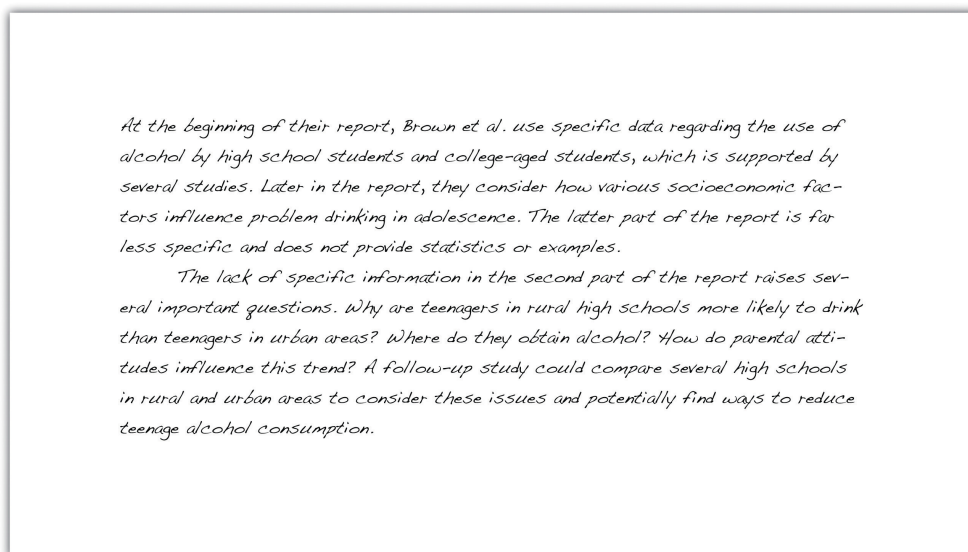 At the beginning of their report, Brown et al. use specific data regarding the use of
alcohol by high school students and college-aged students, which is supported by
several studies. Later in the report, they consider how various socioeconomic fac-
tors influence problem drinking in adolescence. The latter part of the report is far
less specific and does not provide statistics or examples.
The lack of specific information in the second part of the report raises sev-
eral important questions. Why are teenagers in rural high schools more likely to drink
than teenagers in urban areas? Where do they obtain alcohol? How do parental atti-
tudes influence this trend? A follow-up study could compare several high schools
in rural and urban areas to consider these issues and potentially find ways to reduce
teenage alcohol consumption.